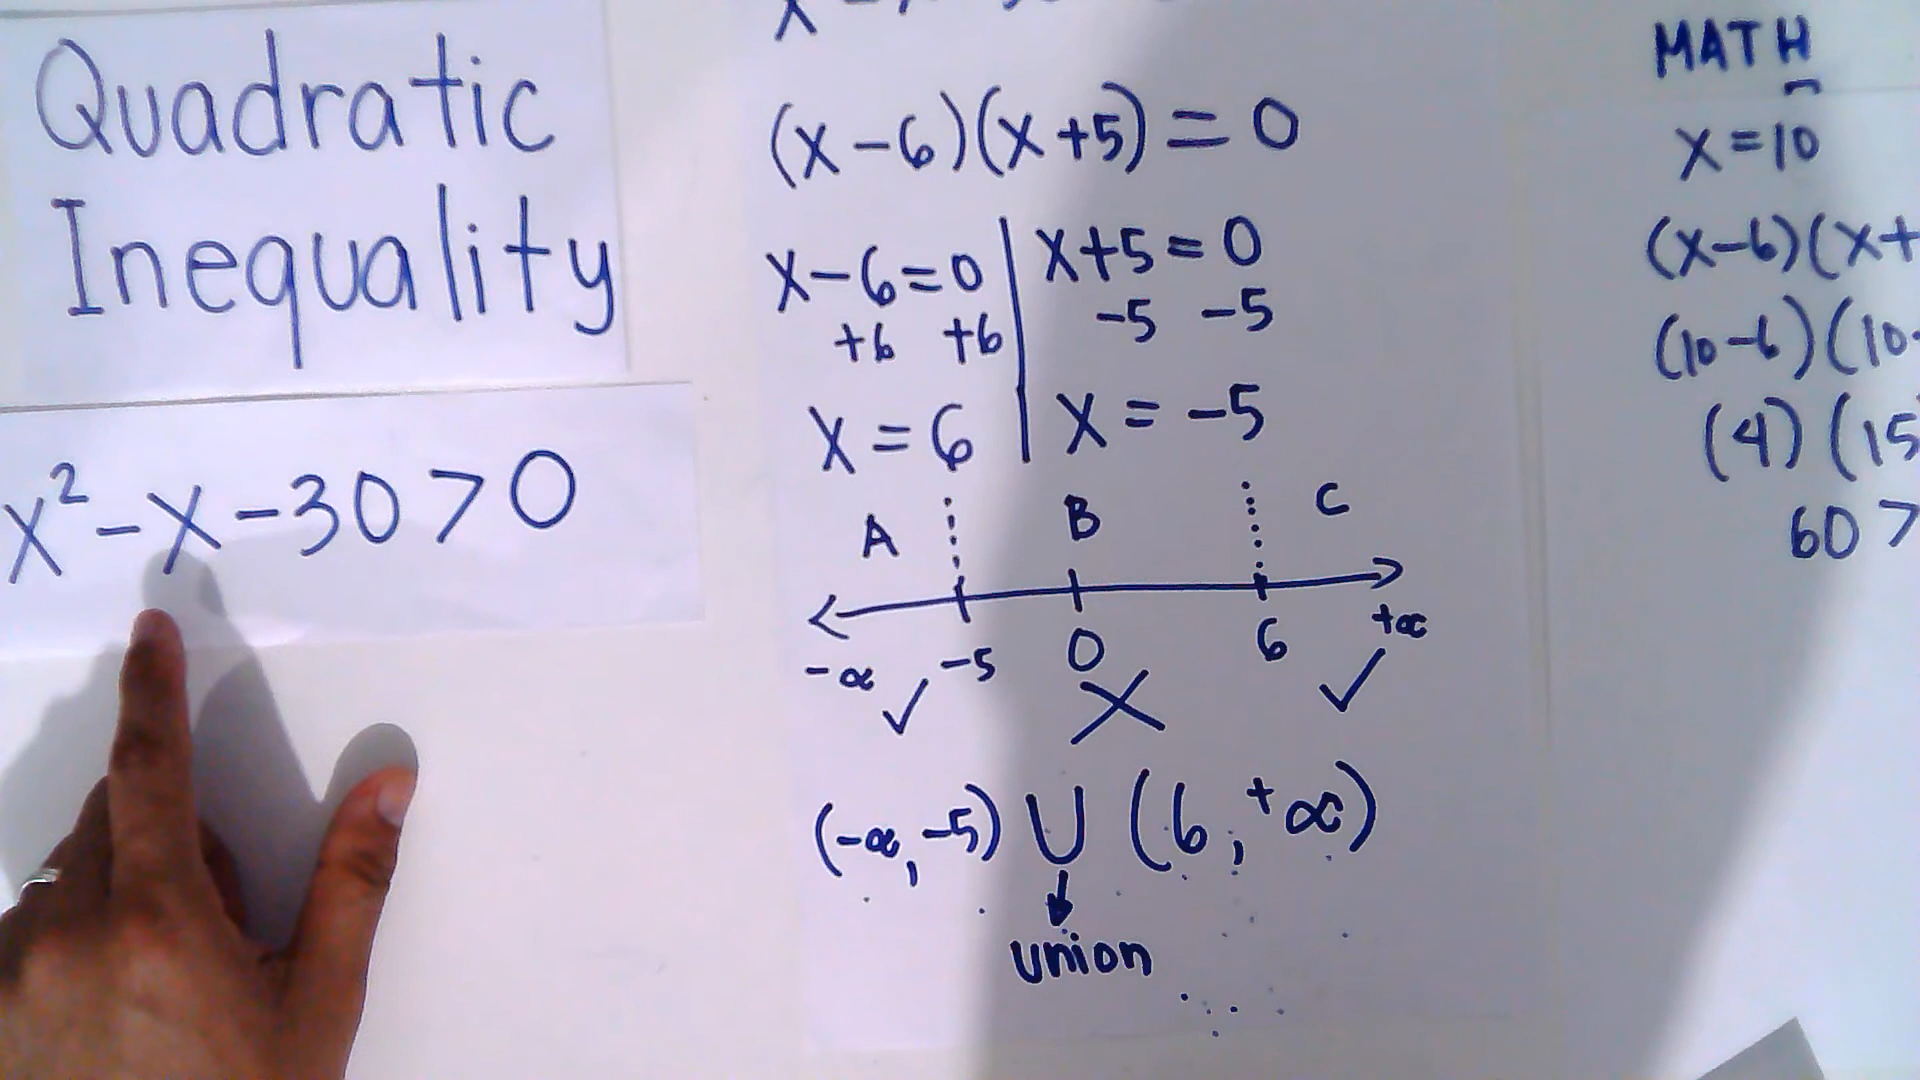 Quadratic
Inequality
x² - x - 30 > 0
(x-6)(x+5) = 0
x-6=0 | x+5=0
+6 +6 | -5 -5
x = 6 | x = -5
A B C
-∞ -5 0 6 +∞
✓ X ✓
(-∞, -5) U (6, +∞)
union
MATH
x=10
(x-6)(x+
(10-6)(10
(4)(15
60 >